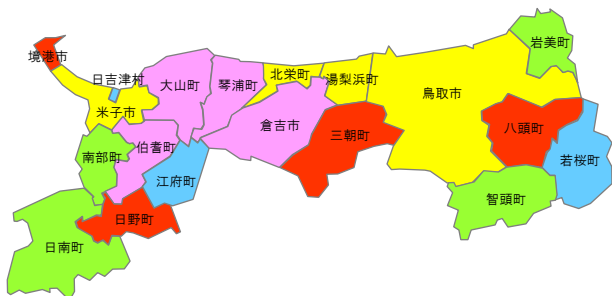 岩美町
境港市
日吉津村
大山町
琴浦町
北栄町
湯梨浜町
鳥取市
米子市
倉吉市
三朝町
八頭町
南部町
伯耆町
若桜町
江府町
智頭町
日野町
日南町